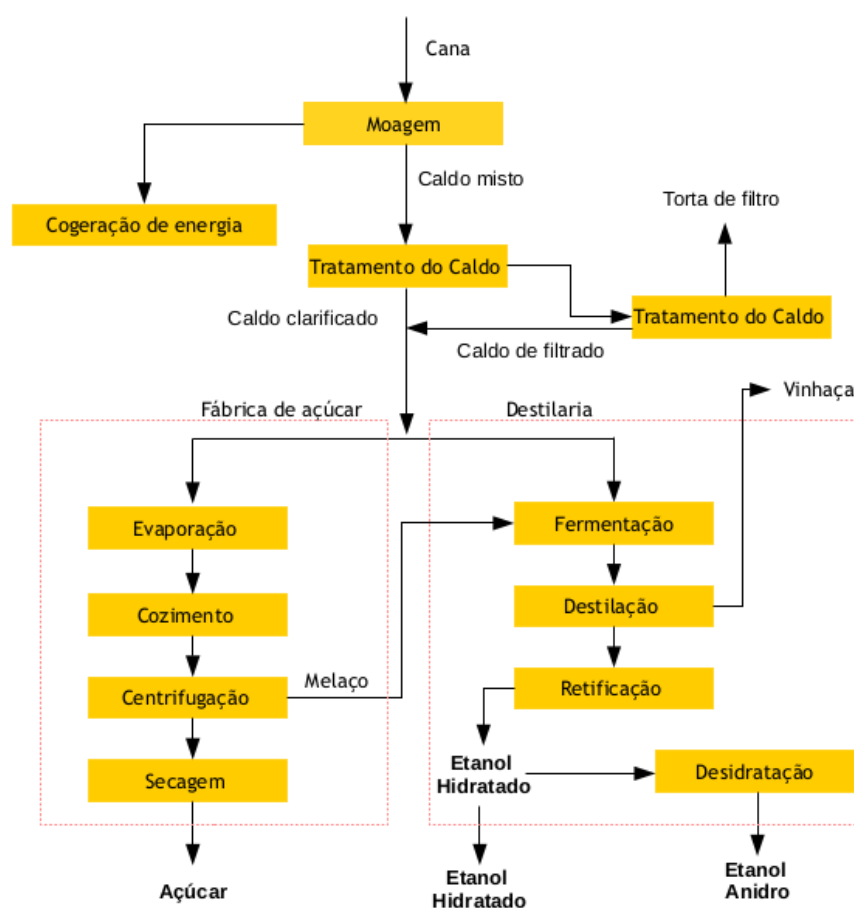 Cana
Moagem
Caldo misto
Cogeração de energia
Torta de filtro
Tratamento do Caldo
Tratamento do Caldo
Caldo clarificado
Caldo de filtrado
Vinhaça
Fábrica de açúcar
Destilaria
Evaporação
Fermentação
Cozimento
Destilação
Melaço
Centrifugação
Retificação
Etanol
Hidratado
Desidratação
Secagem
Açúcar
Etanol
Hidratado
Etanol
Anidro